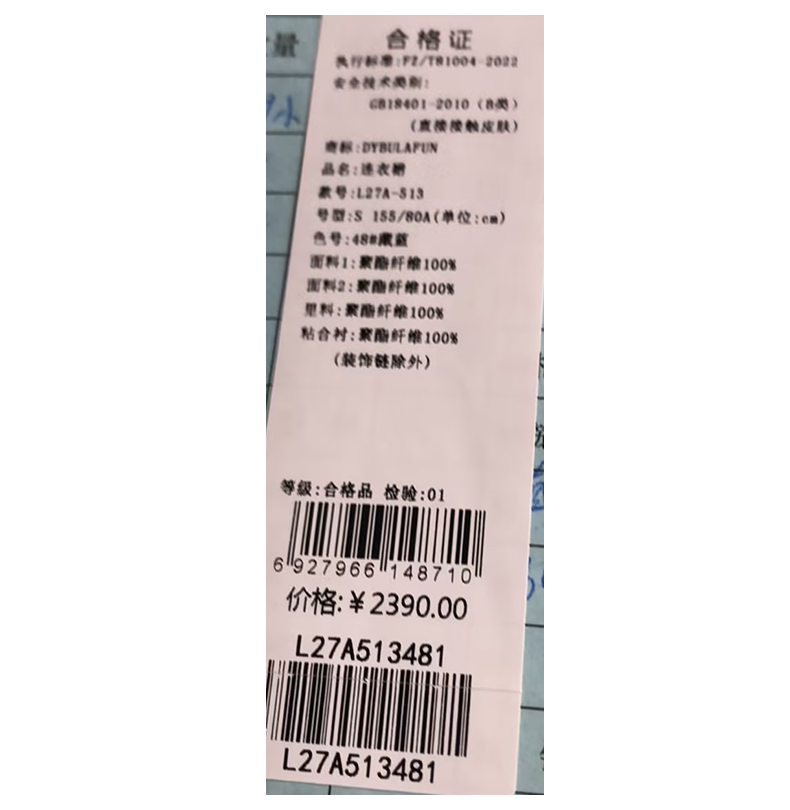 量
合格证
执行标准:FZ/T81004-2022
安全技术类别:
GB18401-2010 (B类)
(直接接触皮肤)
商标:DYBULAFUN
品名:连衣裙
款号:L27A-513
号型:S 155/80A(单位:cm)
色号:48#藏蓝
面料1:聚酯纤维100%
面料2:聚酯纤维100%
里料:聚酯纤维100%
粘合衬:聚酯纤维100%
(装饰链除外)
等级:合格品 检验:01
6 927966 148710
价格:¥2390.00
L27A513481
L27A513481